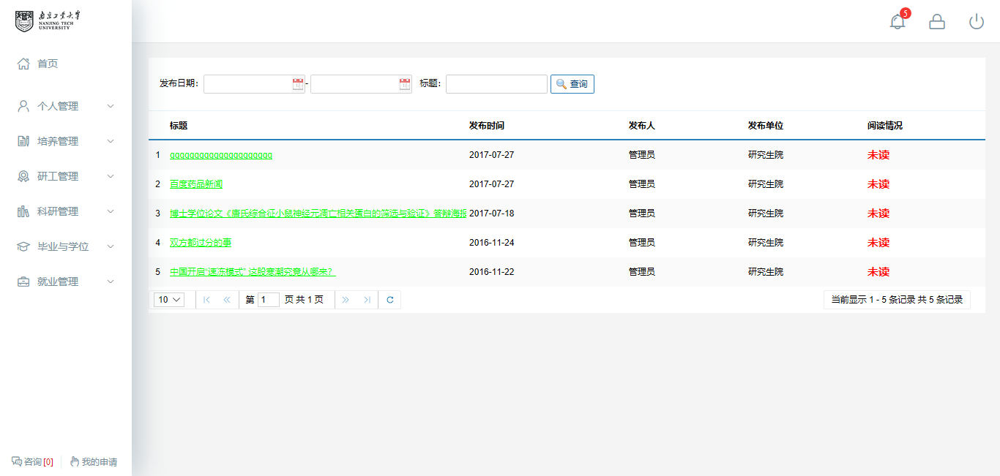 南京工业大学
NANJING TECH
UNIVERSITY
5
首页
个人管理
培养管理
研工管理
科研管理
毕业与学位
就业管理
咨询[0] 我的申请
发布日期: - 标题: 查询
标题 发布时间 发布人 发布单位 阅读情况
1 qqqqqqqqqqqqqqqqqqqqq 2017-07-27 管理员 研究生院 未读
2 百度药品新闻 2017-07-27 管理员 研究生院 未读
3 博士学位论文《唐氏综合征小鼠神经元凋亡相关蛋白的筛选与验证》答辩海报 2017-07-18 管理员 研究生院 未读
4 双方都过分的事 2016-11-24 管理员 研究生院 未读
5 中国开启“速冻模式” 这股寒潮究竟从哪来? 2016-11-22 管理员 研究生院 未读
10 第 1 页 共 1 页 当前显示 1 - 5 条记录 共 5 条记录